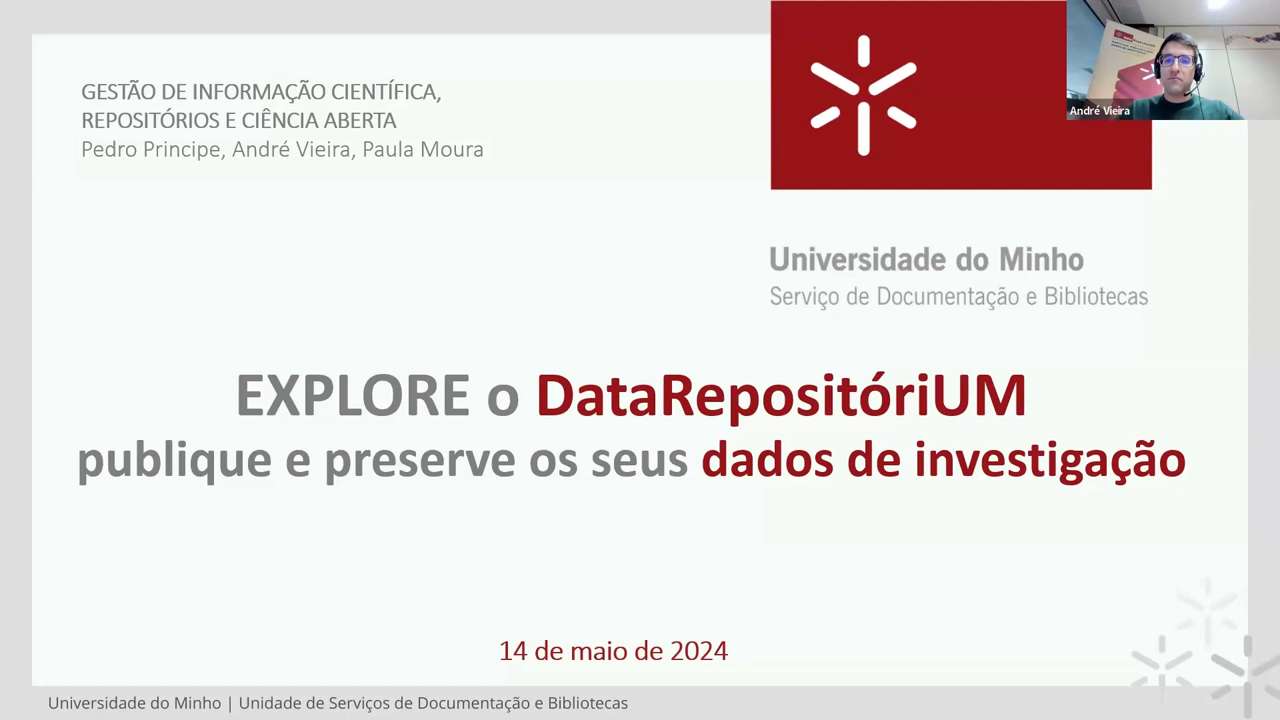 GESTÃO DE INFORMAÇÃO CIENTÍFICA,
REPOSITÓRIOS E CIÊNCIA ABERTA
Pedro Principe, André Vieira, Paula Moura
André Vieira
Universidade do Minho
Serviço de Documentação e Bibliotecas
EXPLORE o DataRepositóriUM
publique e preserve os seus dados de investigação
14 de maio de 2024
Universidade do Minho | Unidade de Serviços de Documentação e Bibliotecas